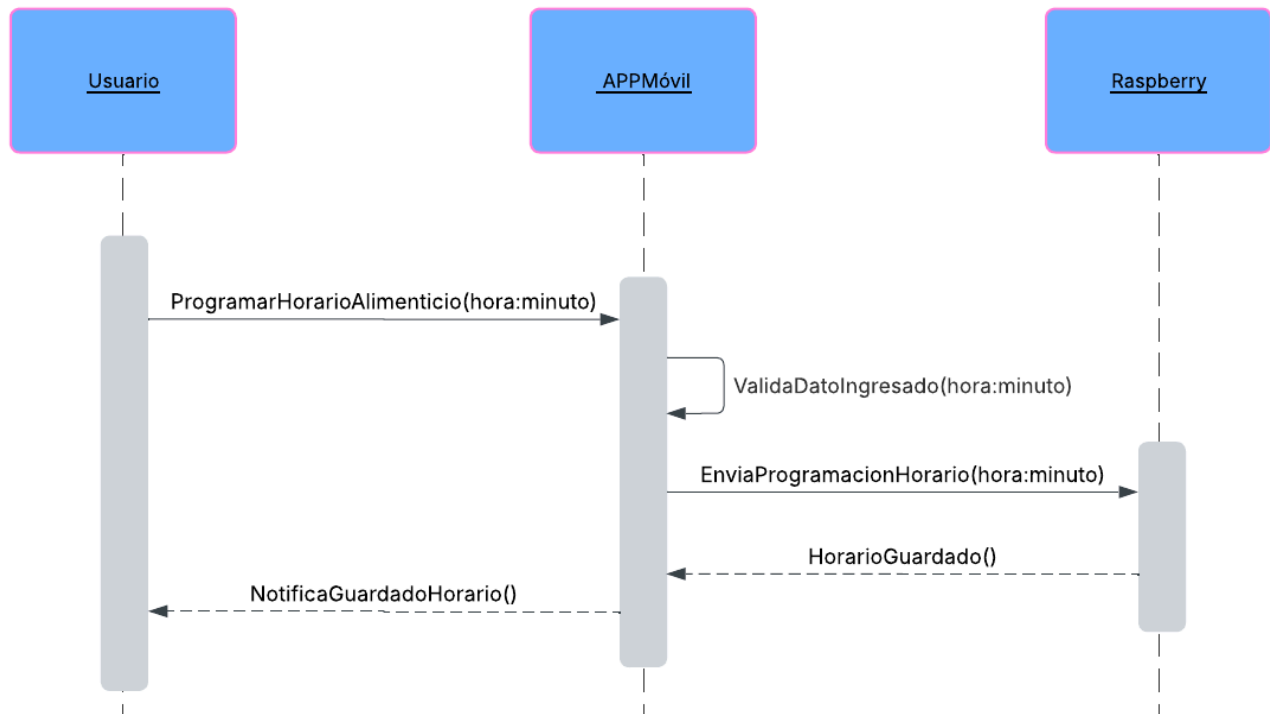 Usuario
APPMóvil
Raspberry
ProgramarHorarioAlimenticio(hora:minuto)
ValidaDatoIngresado(hora:minuto)
EnviaProgramacionHorario(hora:minuto)
HorarioGuardado()
NotificaGuardadoHorario()